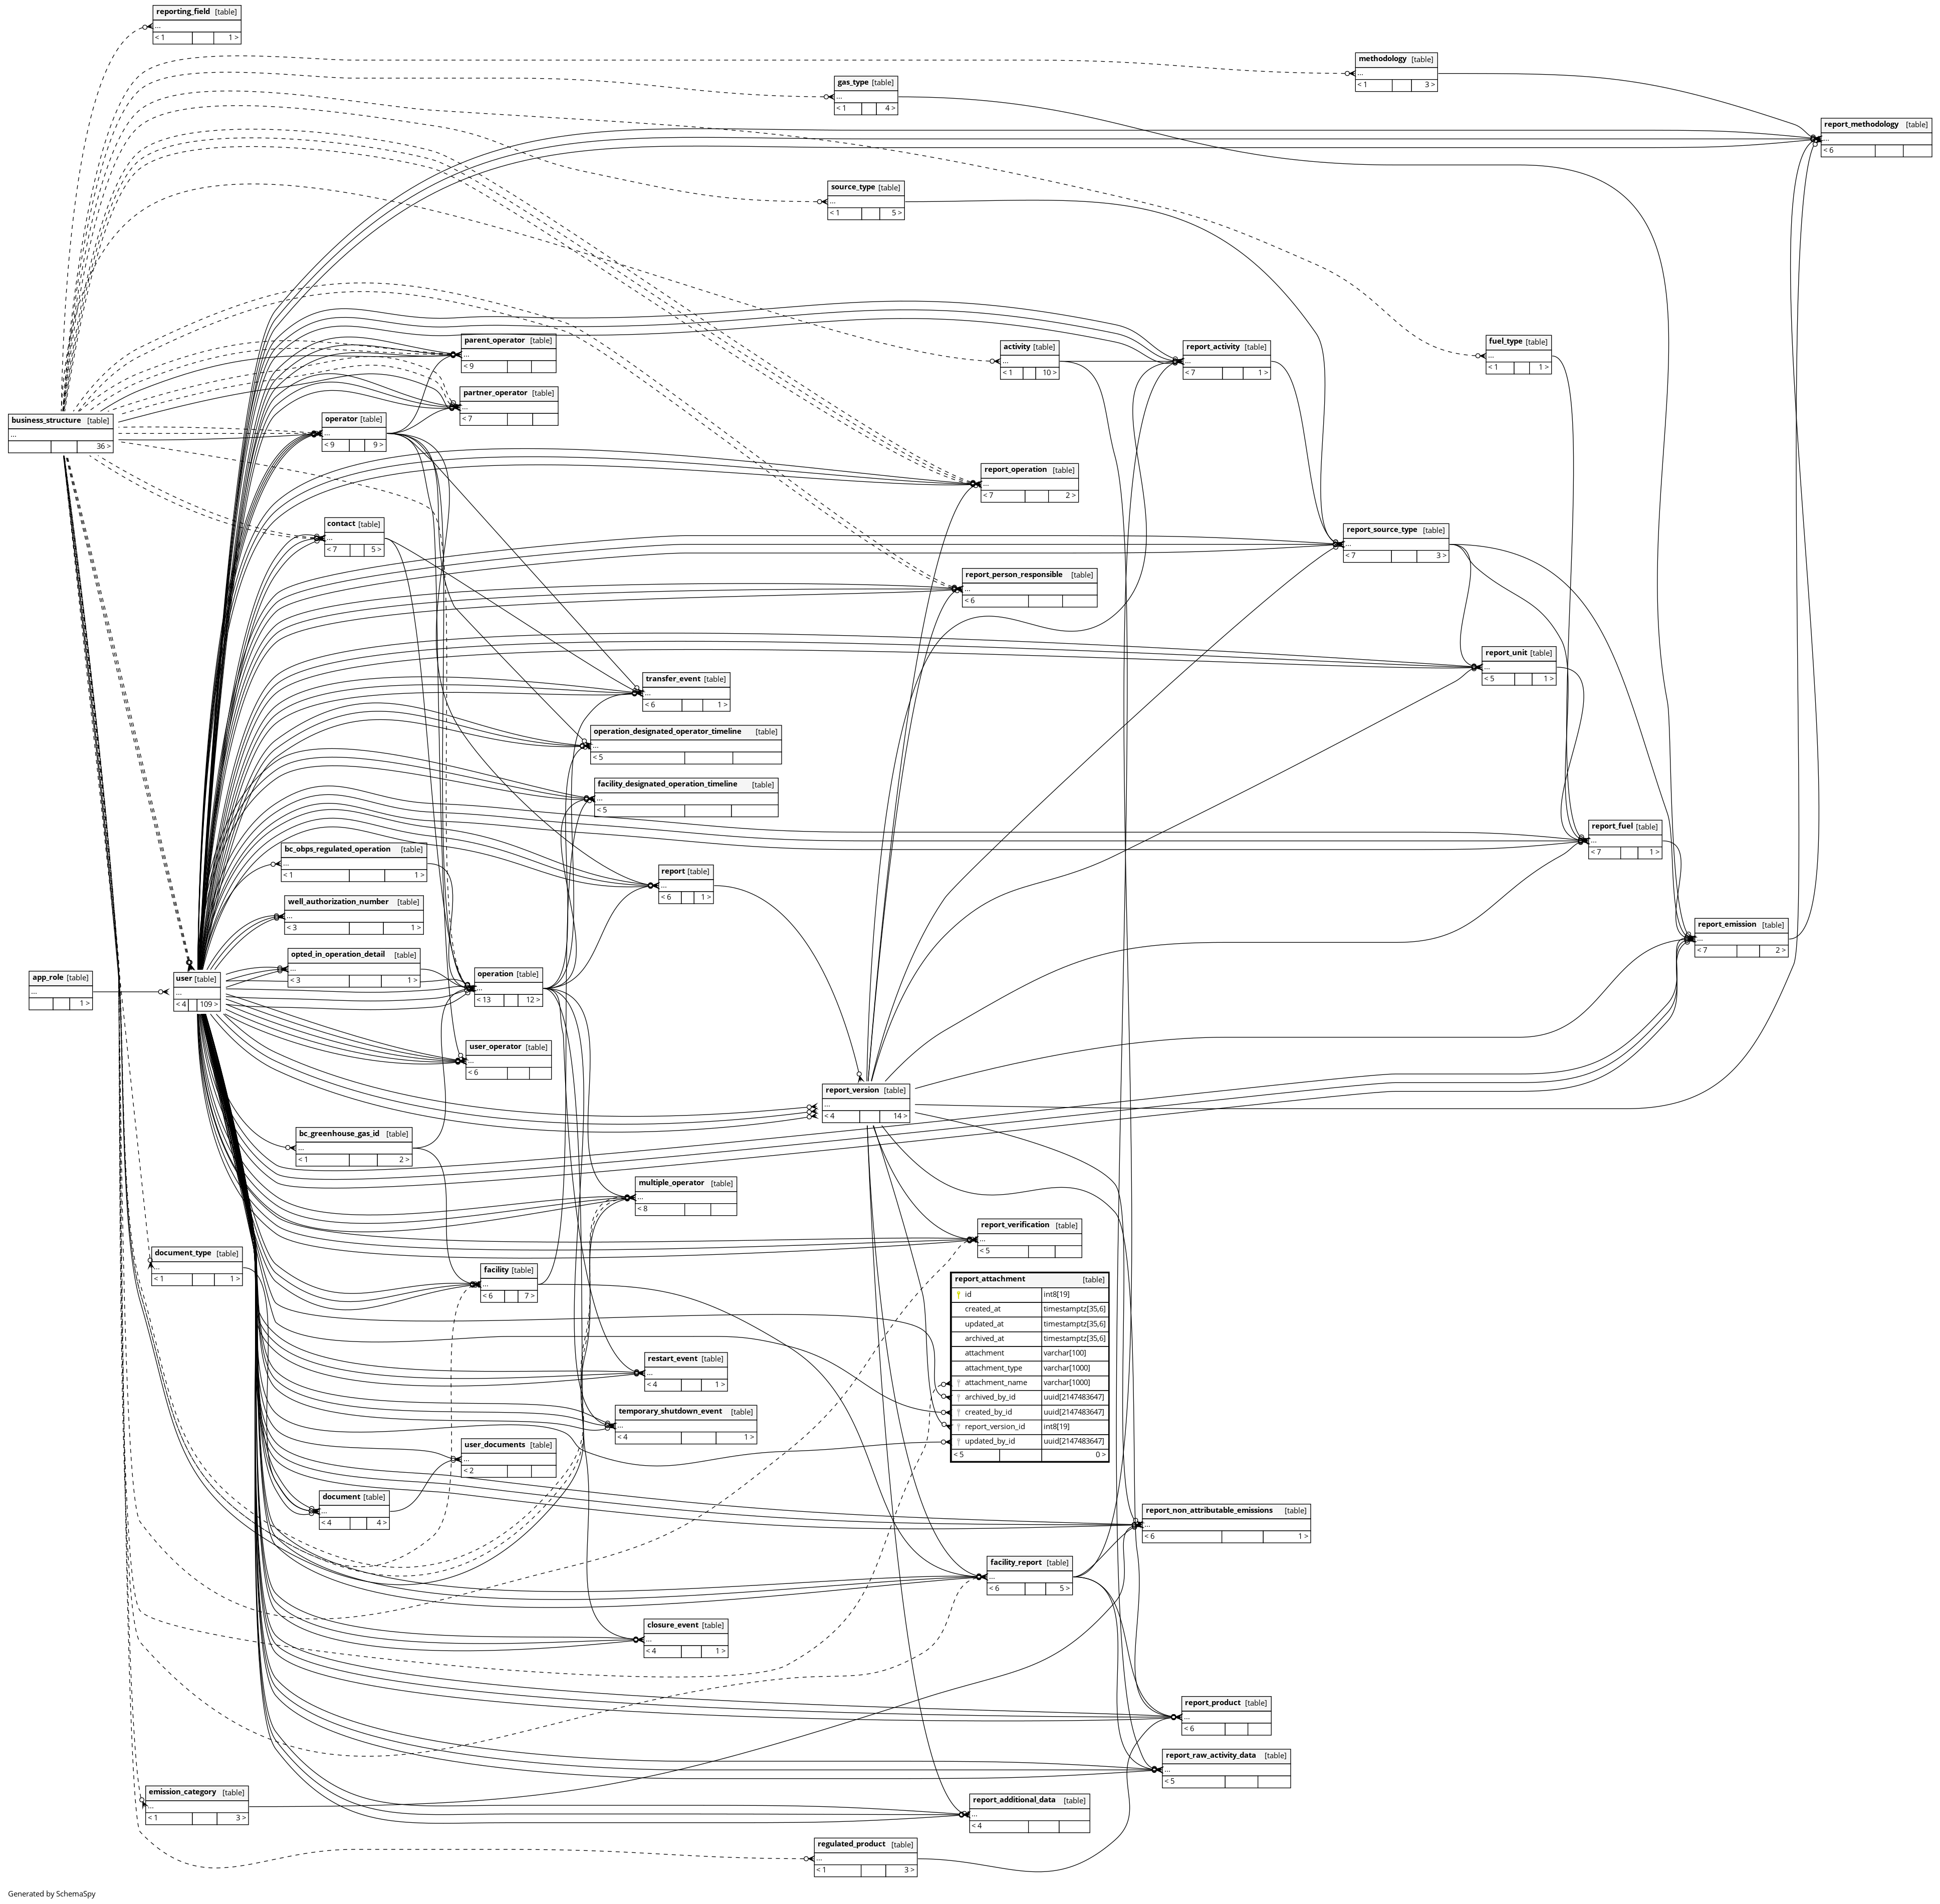 reporting_field [table]
...
< 1 1 >
methodology [table]
...
< 1 3 >
gas_type [table]
...
< 1 4 >
report_methodology [table]
...
< 6
source_type [table]
...
< 1 5 >
parent_operator [table]
...
< 9
activity [table]
...
< 1 10 >
report_activity [table]
...
< 7 1 >
fuel_type [table]
...
< 1 1 >
partner_operator [table]
...
< 7
business_structure [table]
...
36 >
operator [table]
...
< 9 9 >
report_operation [table]
...
< 7 2 >
contact [table]
...
< 7 5 >
report_source_type [table]
...
< 7 3 >
report_person_responsible [table]
...
< 6
report_unit [table]
...
< 5 1 >
transfer_event [table]
...
< 6 1 >
operation_designated_operator_timeline [table]
...
< 5
facility_designated_operation_timeline [table]
...
< 5
report_fuel [table]
...
< 7 1 >
bc_obps_regulated_operation [table]
...
< 1 1 >
report [table]
...
< 6 1 >
well_authorization_number [table]
...
< 3 1 >
report_emission [table]
...
< 7 2 >
opted_in_operation_detail [table]
...
< 3 1 >
app_role [table]
...
1 >
user [table]
...
< 4 109 >
operation [table]
...
< 13 12 >
user_operator [table]
...
< 6
report_version [table]
...
< 4 14 >
bc_greenhouse_gas_id [table]
...
< 1 2 >
multiple_operator [table]
...
< 8
report_verification [table]
...
< 5
document_type [table]
...
< 1 1 >
facility [table]
...
< 6 7 >
report_attachment [table]
id int8[19]
created_at timestamptz[35,6]
updated_at timestamptz[35,6]
archived_at timestamptz[35,6]
attachment varchar[100]
attachment_type varchar[1000]
attachment_name varchar[1000]
archived_by_id uuid[2147483647]
created_by_id uuid[2147483647]
report_version_id int8[19]
updated_by_id uuid[2147483647]
< 5 0 >
restart_event [table]
...
< 4 1 >
temporary_shutdown_event [table]
...
< 4 1 >
user_documents [table]
...
< 2
document [table]
...
< 4 4 >
report_non_attributable_emissions [table]
...
< 6 1 >
facility_report [table]
...
< 6 5 >
closure_event [table]
...
< 4 1 >
report_product [table]
...
< 6
report_raw_activity_data [table]
...
< 5
emission_category [table]
...
< 1 3 >
report_additional_data [table]
...
< 4
regulated_product [table]
...
< 1 3 >
Generated by SchemaSpy